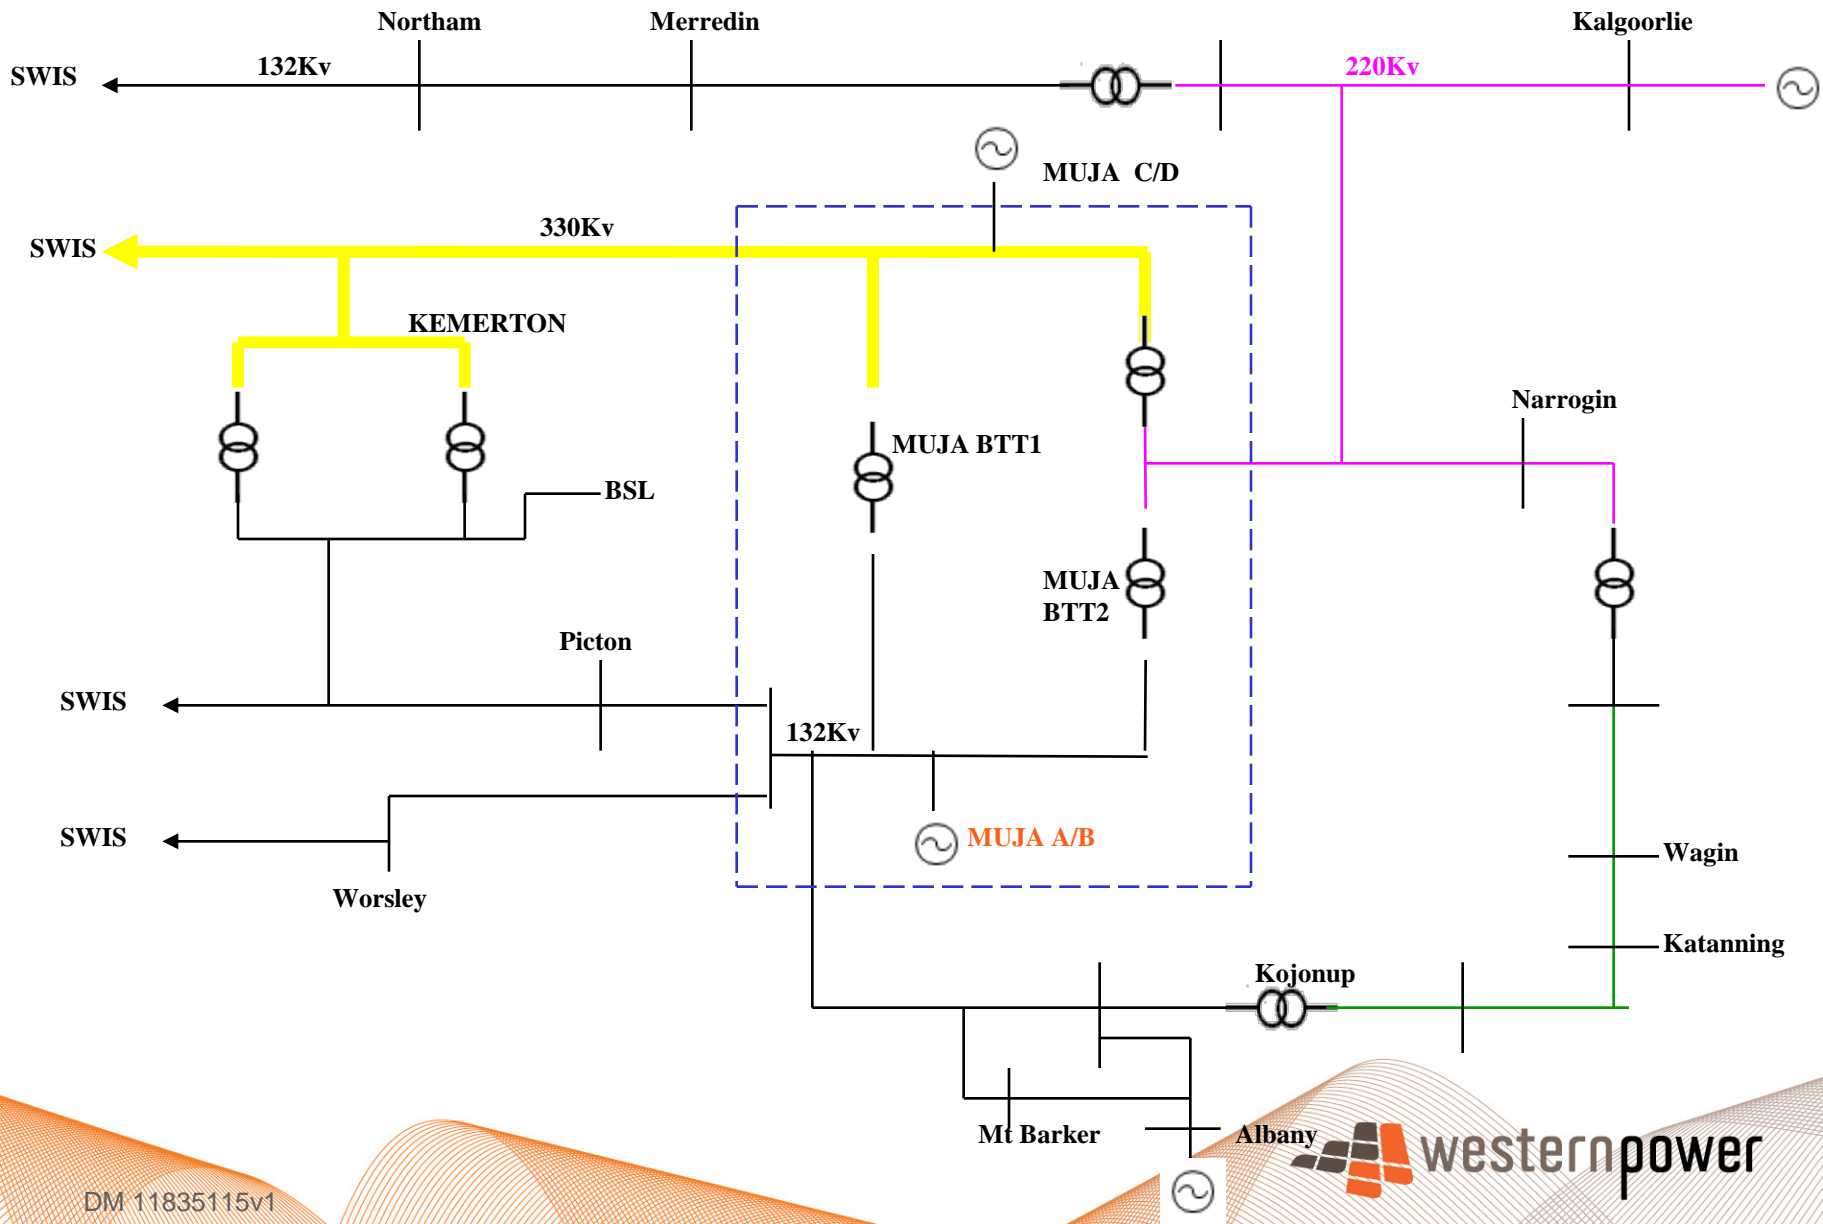 Northam
Merredin
Kalgoorlie
SWIS
132Kv
220Kv
MUJA C/D
330Kv
SWIS
KEMERTON
Narrogin
MUJA BTT1
BSL
MUJA
BTT2
Picton
SWIS
132Kv
SWIS
MUJA A/B
Wagin
Worsley
Katanning
Kojonup
Mt Barker
Albany
westernpower
DM 11835115v1